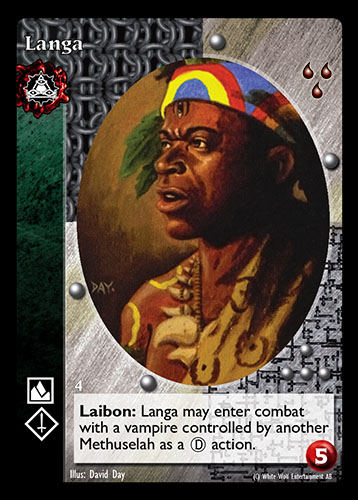 Langa
DAY.
4
Laibon: Langa may enter combat
with a vampire controlled by another
Methuselah as a Ⓓ action.
5
Illus: David Day
(C) White Wolf Entertainment AB